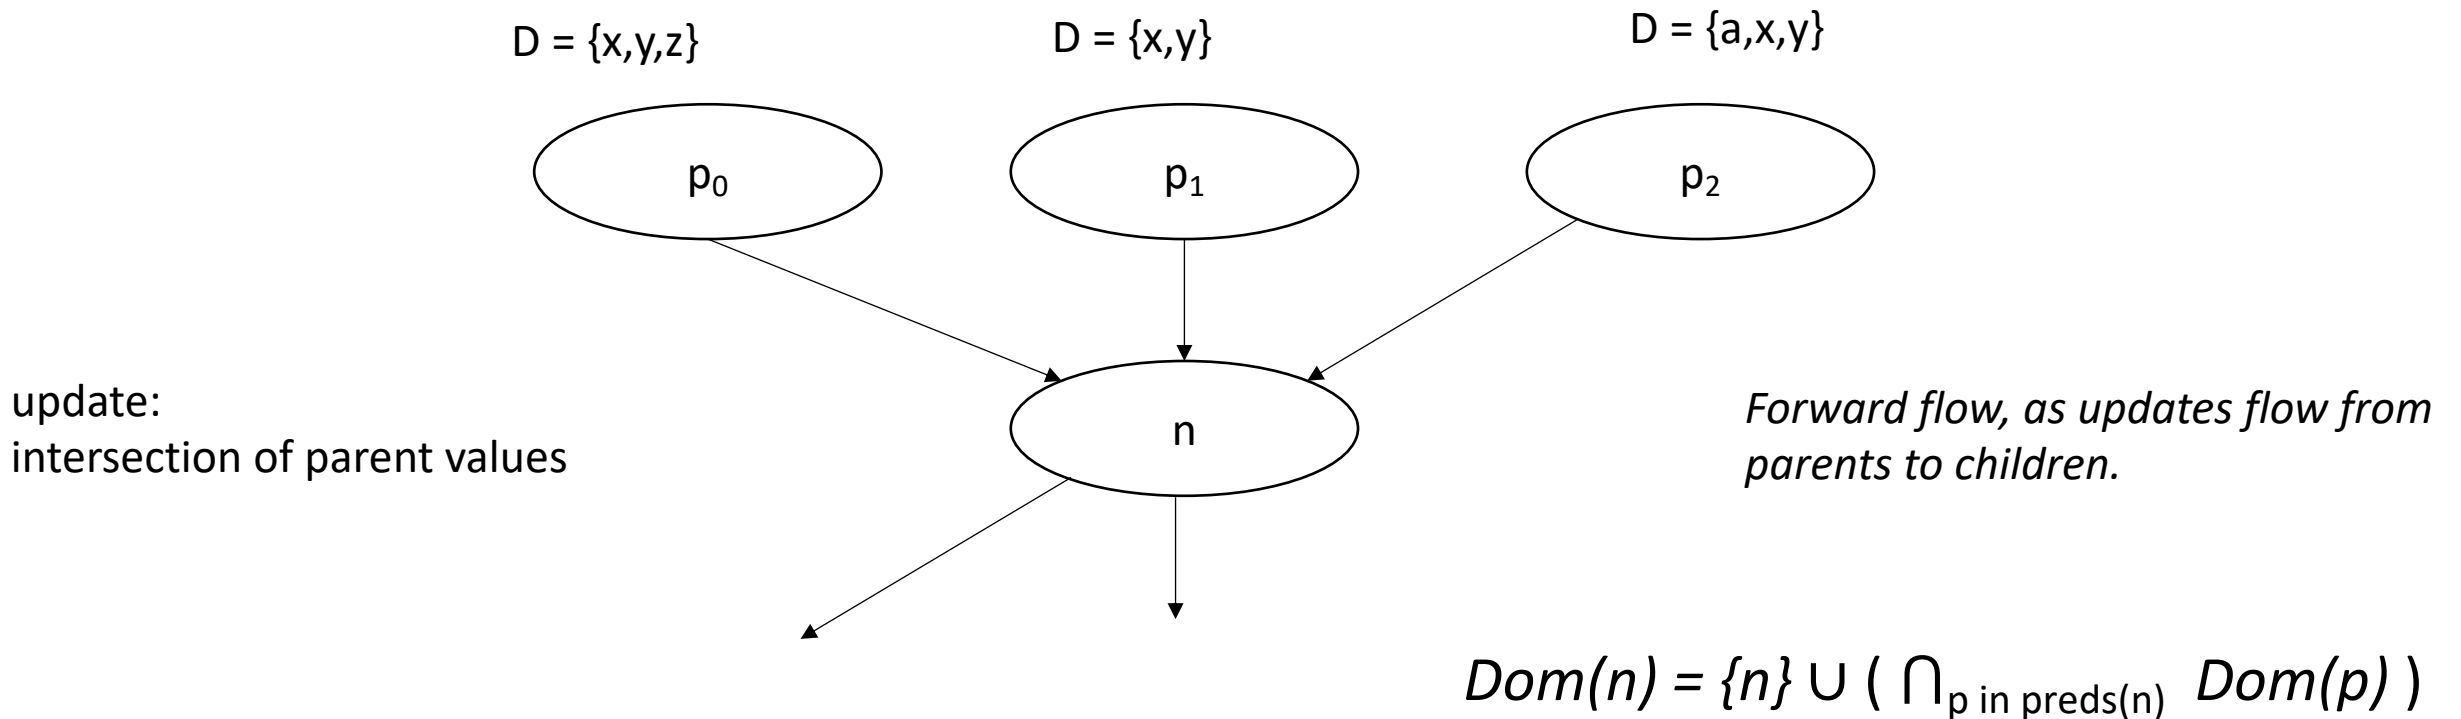 D = {x,y,z}
D = {x,y}
D = {a,x,y}
p₀
p₁
p₂
update:
intersection of parent values
n
Forward flow, as updates flow from
parents to children.
Dom(n) = {n} ∪ ( ⋂p in preds(n) Dom(p) )